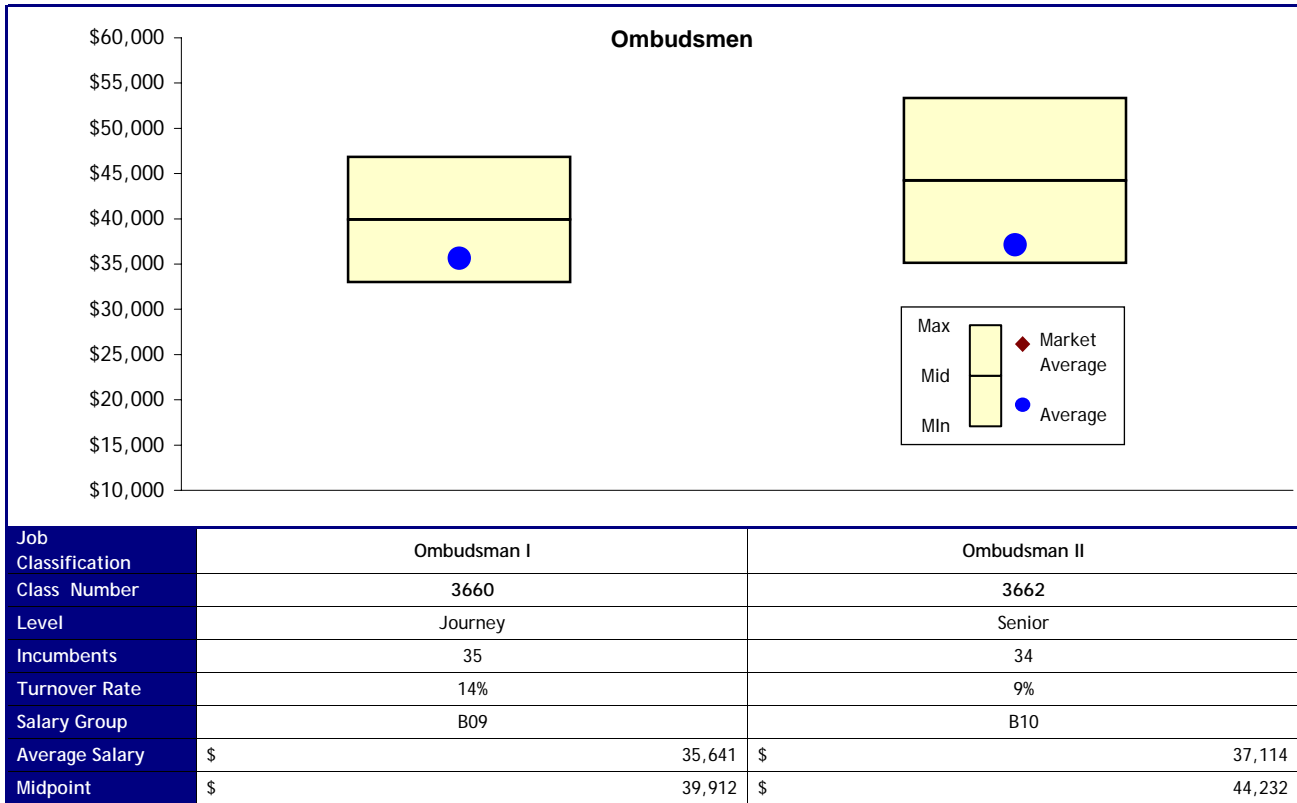 Ombudsmen
$60,000
$55,000
$50,000
$45,000
$40,000
$35,000
$30,000
$25,000
$20,000
$15,000
$10,000
Max
Mid
MIn
Market
Average
Average
Job
Classification
Ombudsman I
Ombudsman II
Class Number
3660
3662
Level
Journey
Senior
Incumbents
35
34
Turnover Rate
14%
9%
Salary Group
B09
B10
Average Salary
$ 35,641
$ 37,114
Midpoint
$ 39,912
$ 44,232